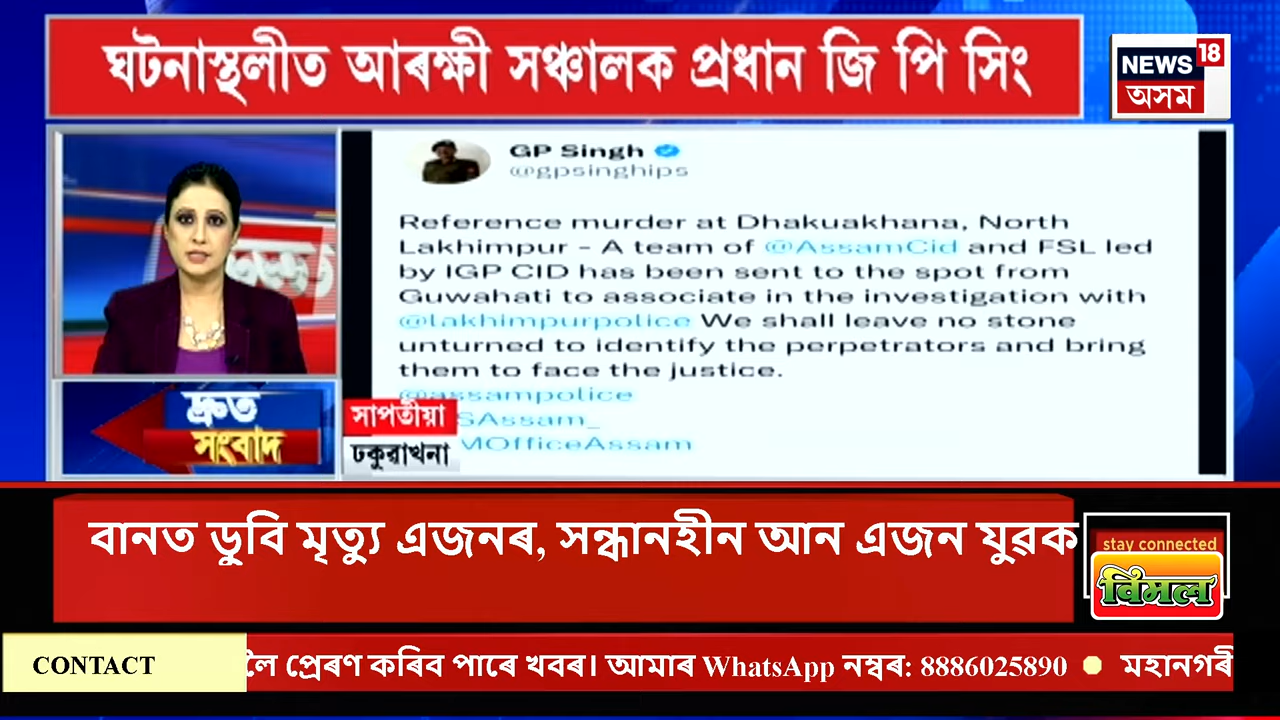 ঘটনাস্থলীত আৰক্ষী সঞ্চালক প্ৰধান জি পি সিং
NEWS 18
অসম
GP Singh
@gpsinghips
Reference murder at Dhakuakhana, North
Lakhimpur – A team of @AssamCid and FSL led
by IGP CID has been sent to the spot from
Guwahati to associate in the investigation with
@lakhimpurpolice We shall leave no stone
unturned to identify the perpetrators and bring
them to face the justice.
@assampolice
SAssam_
MOfficeAssam
দ্ৰুত
সংবাদ
সাপতীয়া
ঢকুৱাখনা
বানত ডুবি মৃত্যু এজনৰ, সন্ধানহীন আন এজন যুৱক
stay connected
विमल
CONTACT
লৈ প্ৰেৰণ কৰিব পাৰে খবৰ। আমাৰ WhatsApp নম্বৰ: 8886025890 ● মহানগৰী